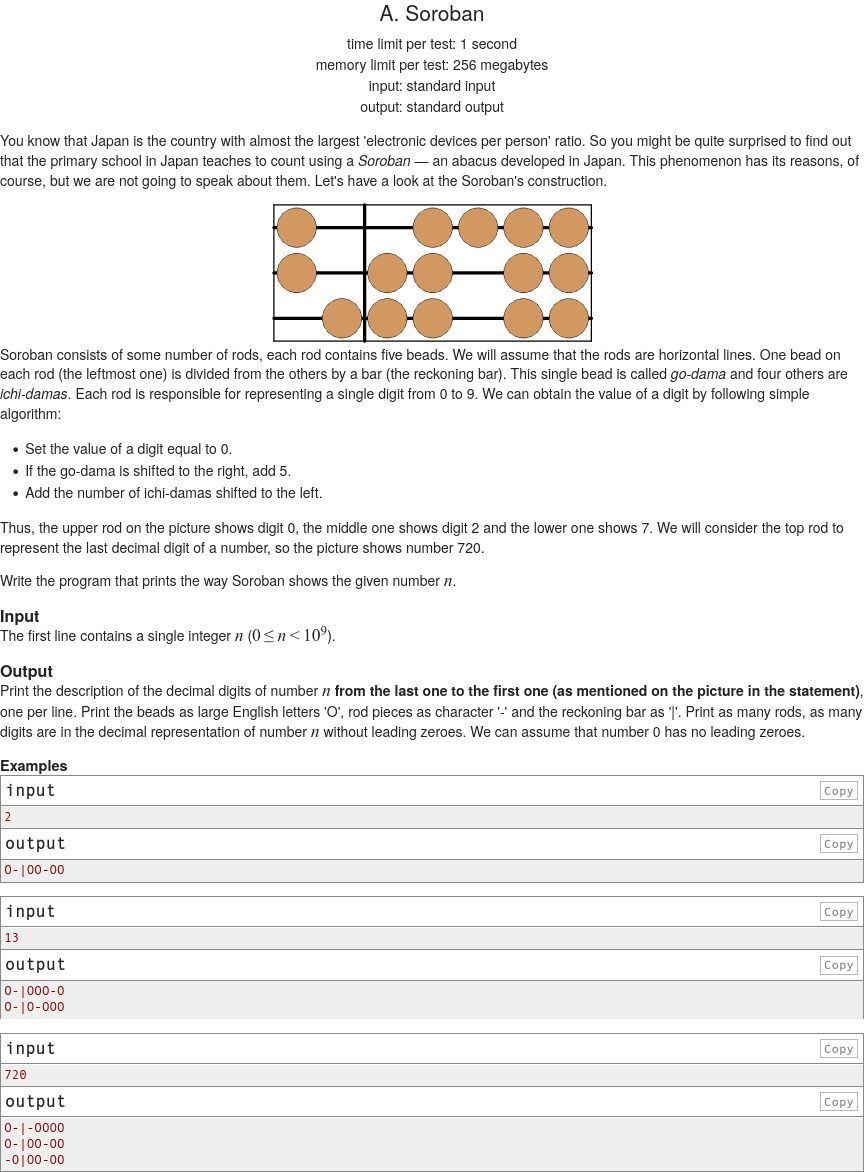 A. Soroban
time limit per test: 1 second
memory limit per test: 256 megabytes
input: standard input
output: standard output
You know that Japan is the country with almost the largest 'electronic devices per person' ratio. So you might be quite surprised to find out
that the primary school in Japan teaches to count using a Soroban — an abacus developed in Japan. This phenomenon has its reasons, of
course, but we are not going to speak about them. Let's have a look at the Soroban's construction.
Soroban consists of some number of rods, each rod contains five beads. We will assume that the rods are horizontal lines. One bead on
each rod (the leftmost one) is divided from the others by a bar (the reckoning bar). This single bead is called go-dama and four others are
ichi-damas. Each rod is responsible for representing a single digit from 0 to 9. We can obtain the value of a digit by following simple
algorithm:
• Set the value of a digit equal to 0.
• If the go-dama is shifted to the right, add 5.
• Add the number of ichi-damas shifted to the left.
Thus, the upper rod on the picture shows digit 0, the middle one shows digit 2 and the lower one shows 7. We will consider the top rod to
represent the last decimal digit of a number, so the picture shows number 720.
Write the program that prints the way Soroban shows the given number n.
Input
The first line contains a single integer n (0 ≤ n < 10⁹).
Output
Print the description of the decimal digits of number n from the last one to the first one (as mentioned on the picture in the statement),
one per line. Print the beads as large English letters 'O', rod pieces as character '-' and the reckoning bar as '|'. Print as many rods, as many
digits are in the decimal representation of number n without leading zeroes. We can assume that number 0 has no leading zeroes.
Examples
input Copy
2
output Copy
O-|OO-OO
input Copy
13
output Copy
O-|OOO-O
O-|O-OOO
input Copy
720
output Copy
O-|-OOOO
O-|OO-OO
-O|OO-OO